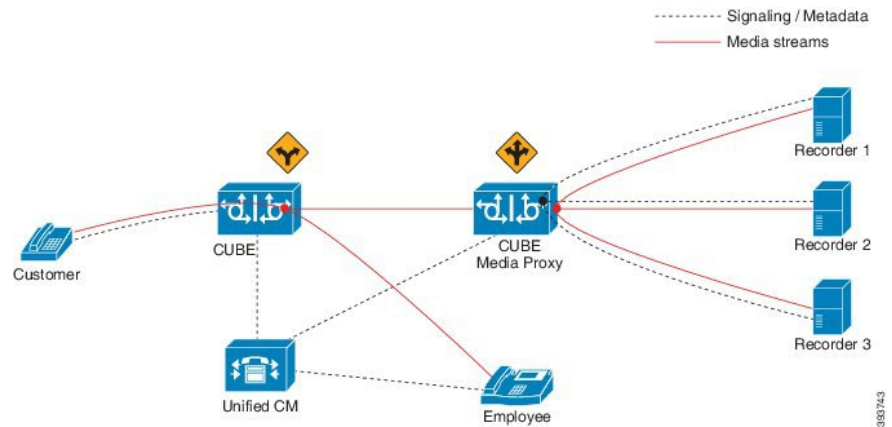 Signaling / Metadata
Media streams
Recorder 1
CUBE
CUBE
Media Proxy
Recorder 2
Customer
Recorder 3
Unified CM
Employee
393743